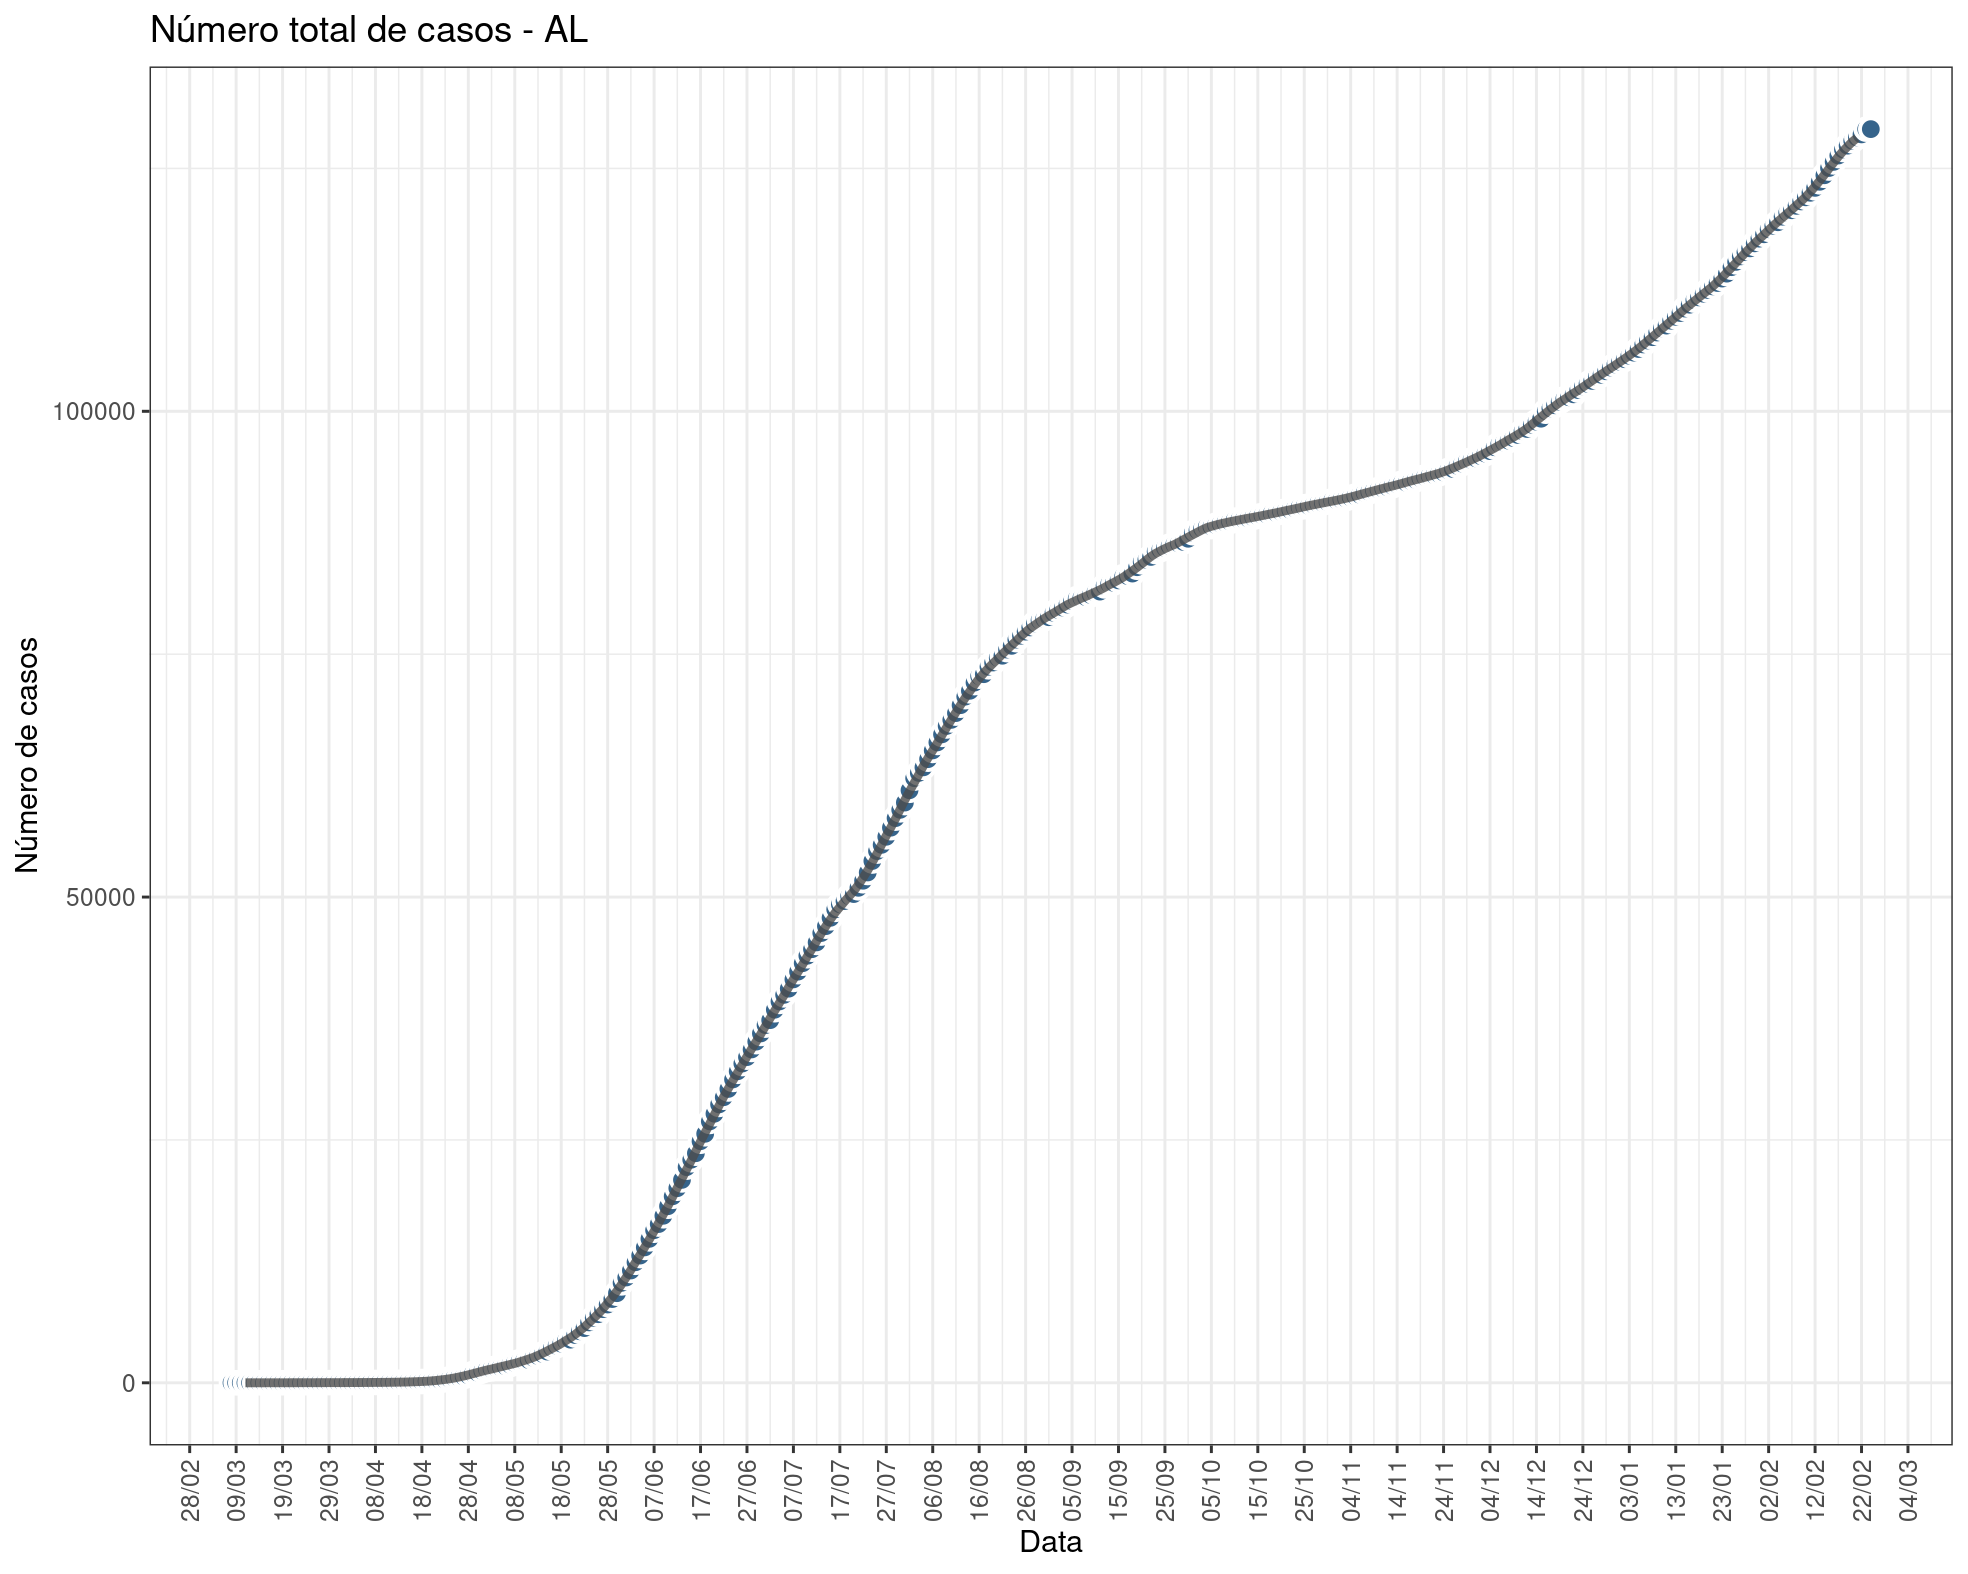 Número total de casos - AL
Número de casos
100000
50000
0
28/02 09/03 19/03 29/03 08/04 18/04 28/04 08/05 18/05 28/05 07/06 17/06 27/06 07/07 17/07 27/07 06/08 16/08 26/08 05/09 15/09 25/09 05/10 15/10 25/10 04/11 14/11 24/11 04/12 14/12 24/12 03/01 13/01 23/01 02/02 12/02 22/02 04/03
Data